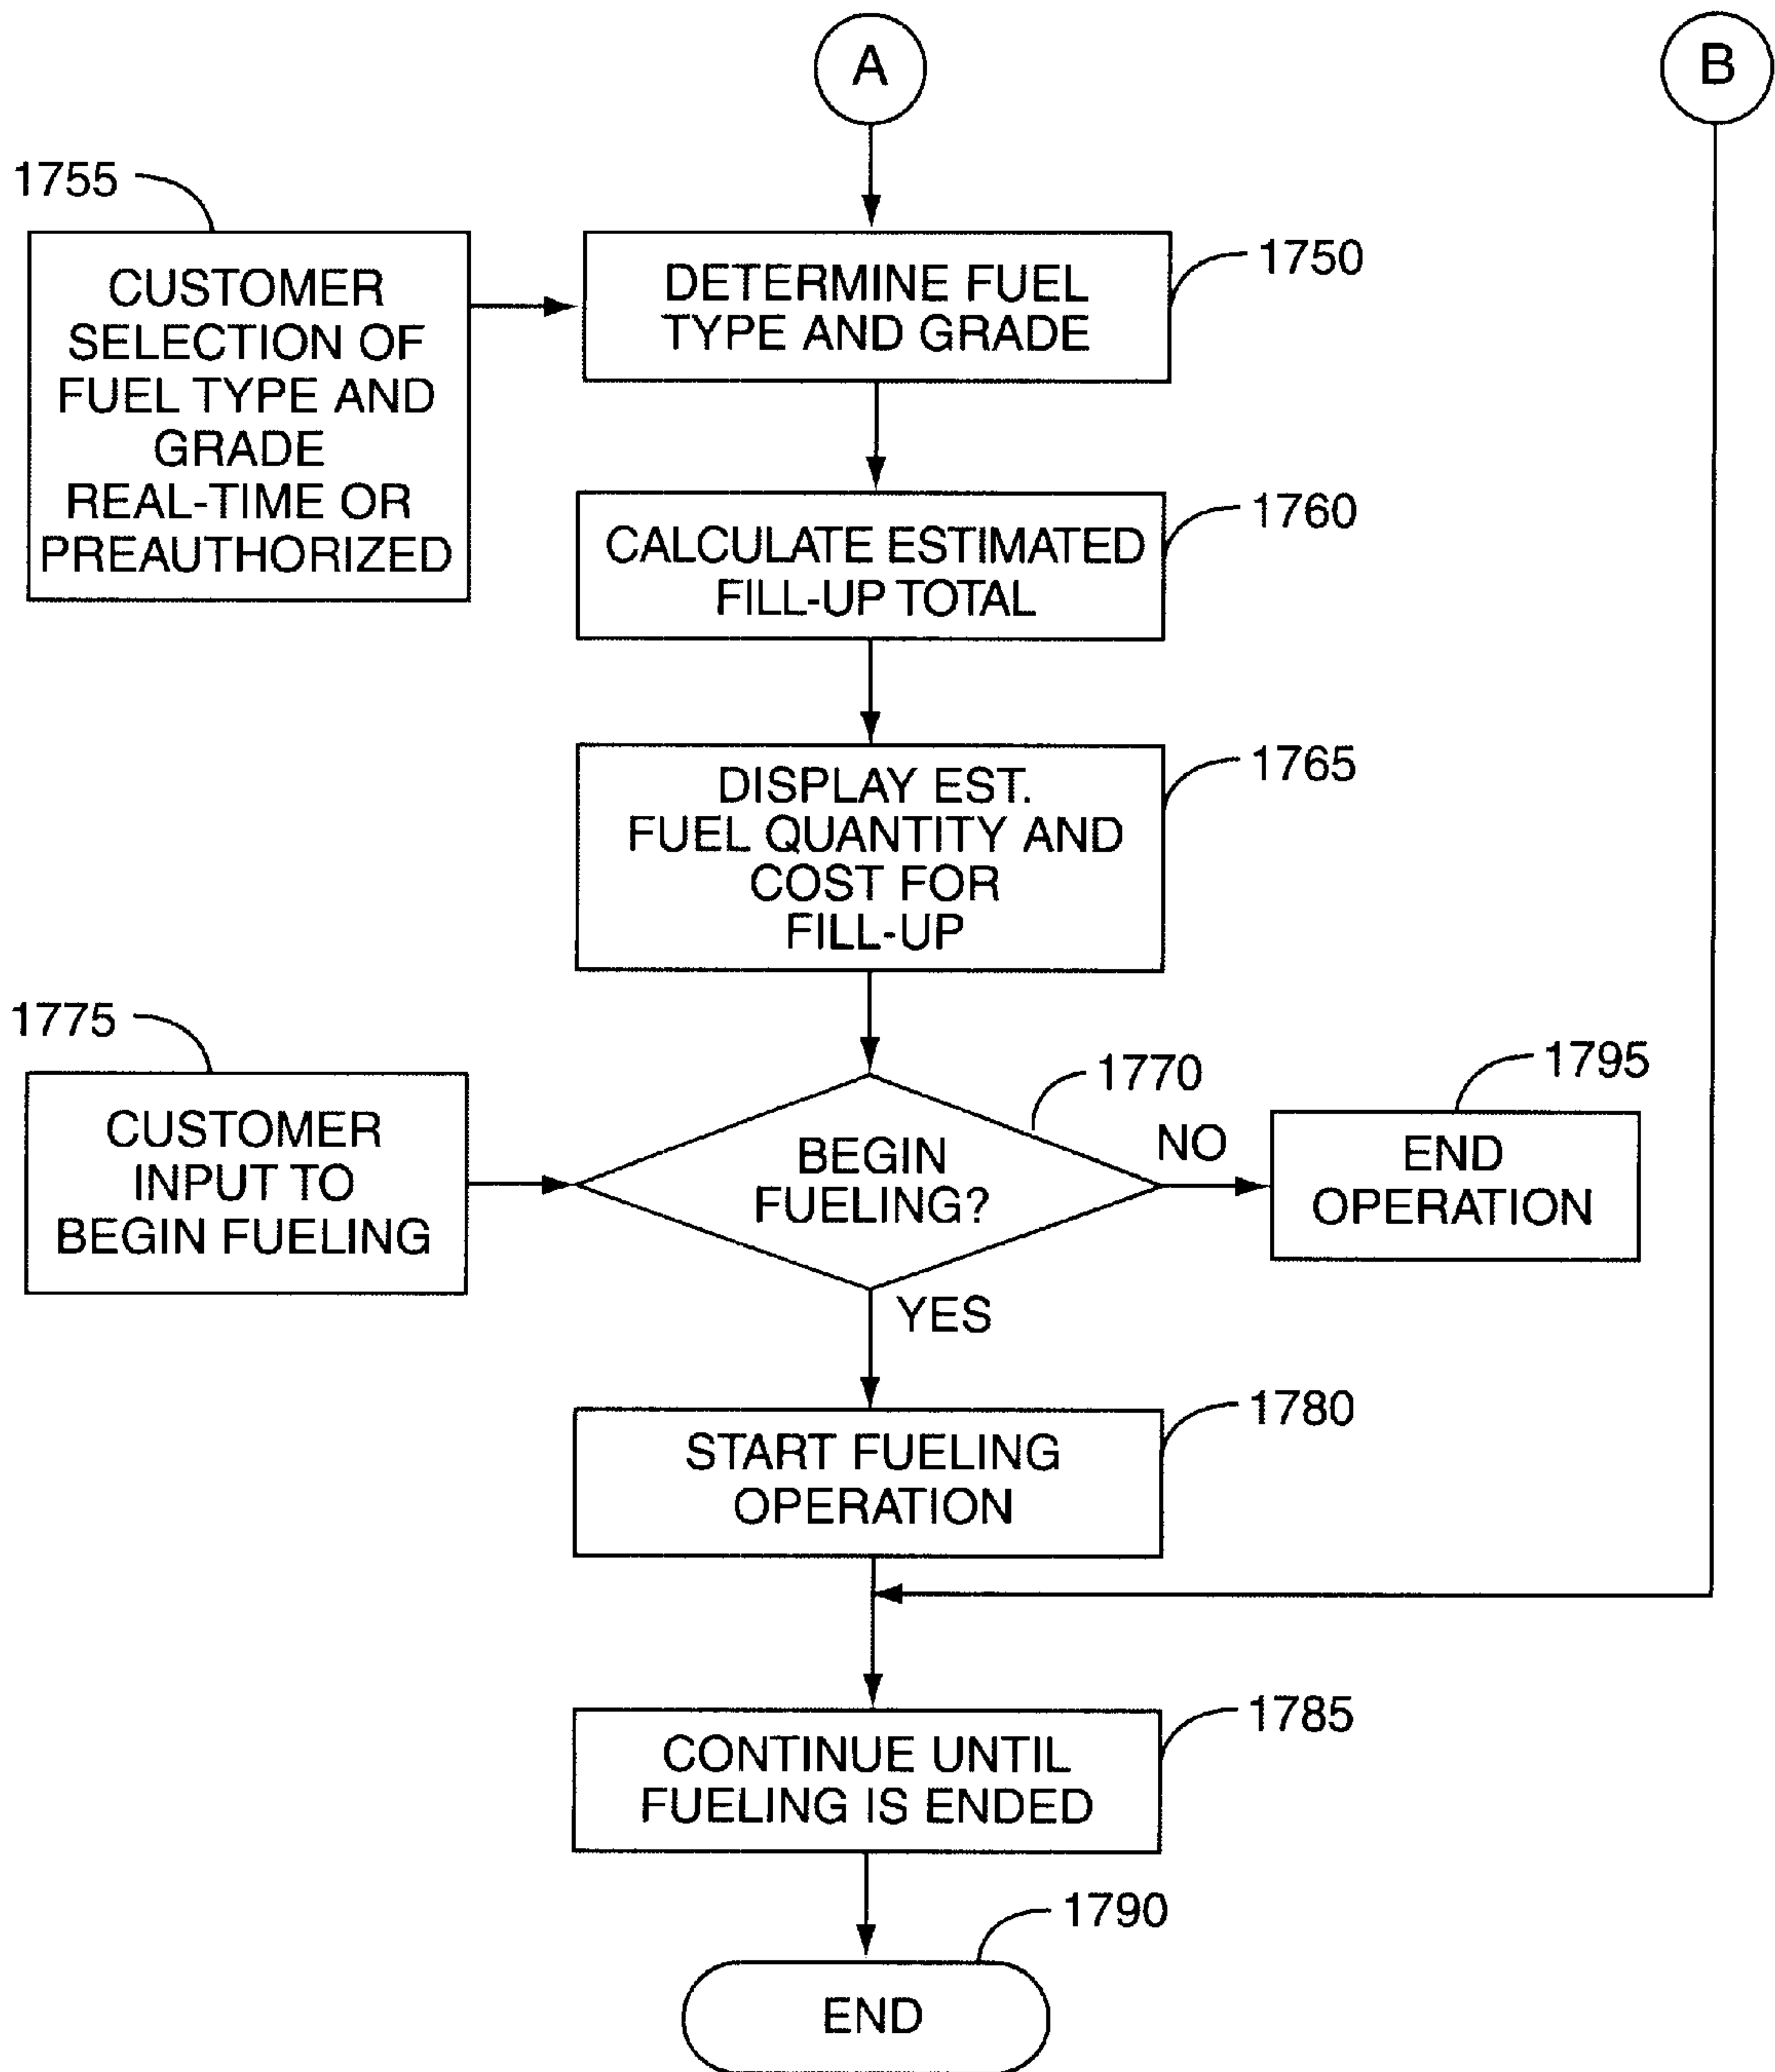 A
B
1755
CUSTOMER
SELECTION OF
FUEL TYPE AND
GRADE
REAL-TIME OR
PREAUTHORIZED
DETERMINE FUEL
TYPE AND GRADE
1750
CALCULATE ESTIMATED
FILL-UP TOTAL
1760
DISPLAY EST.
FUEL QUANTITY AND
COST FOR
FILL-UP
1765
1775
CUSTOMER
INPUT TO
BEGIN FUELING
BEGIN
FUELING?
1770
NO
1795
END
OPERATION
YES
START FUELING
OPERATION
1780
CONTINUE UNTIL
FUELING IS ENDED
1785
1790
END